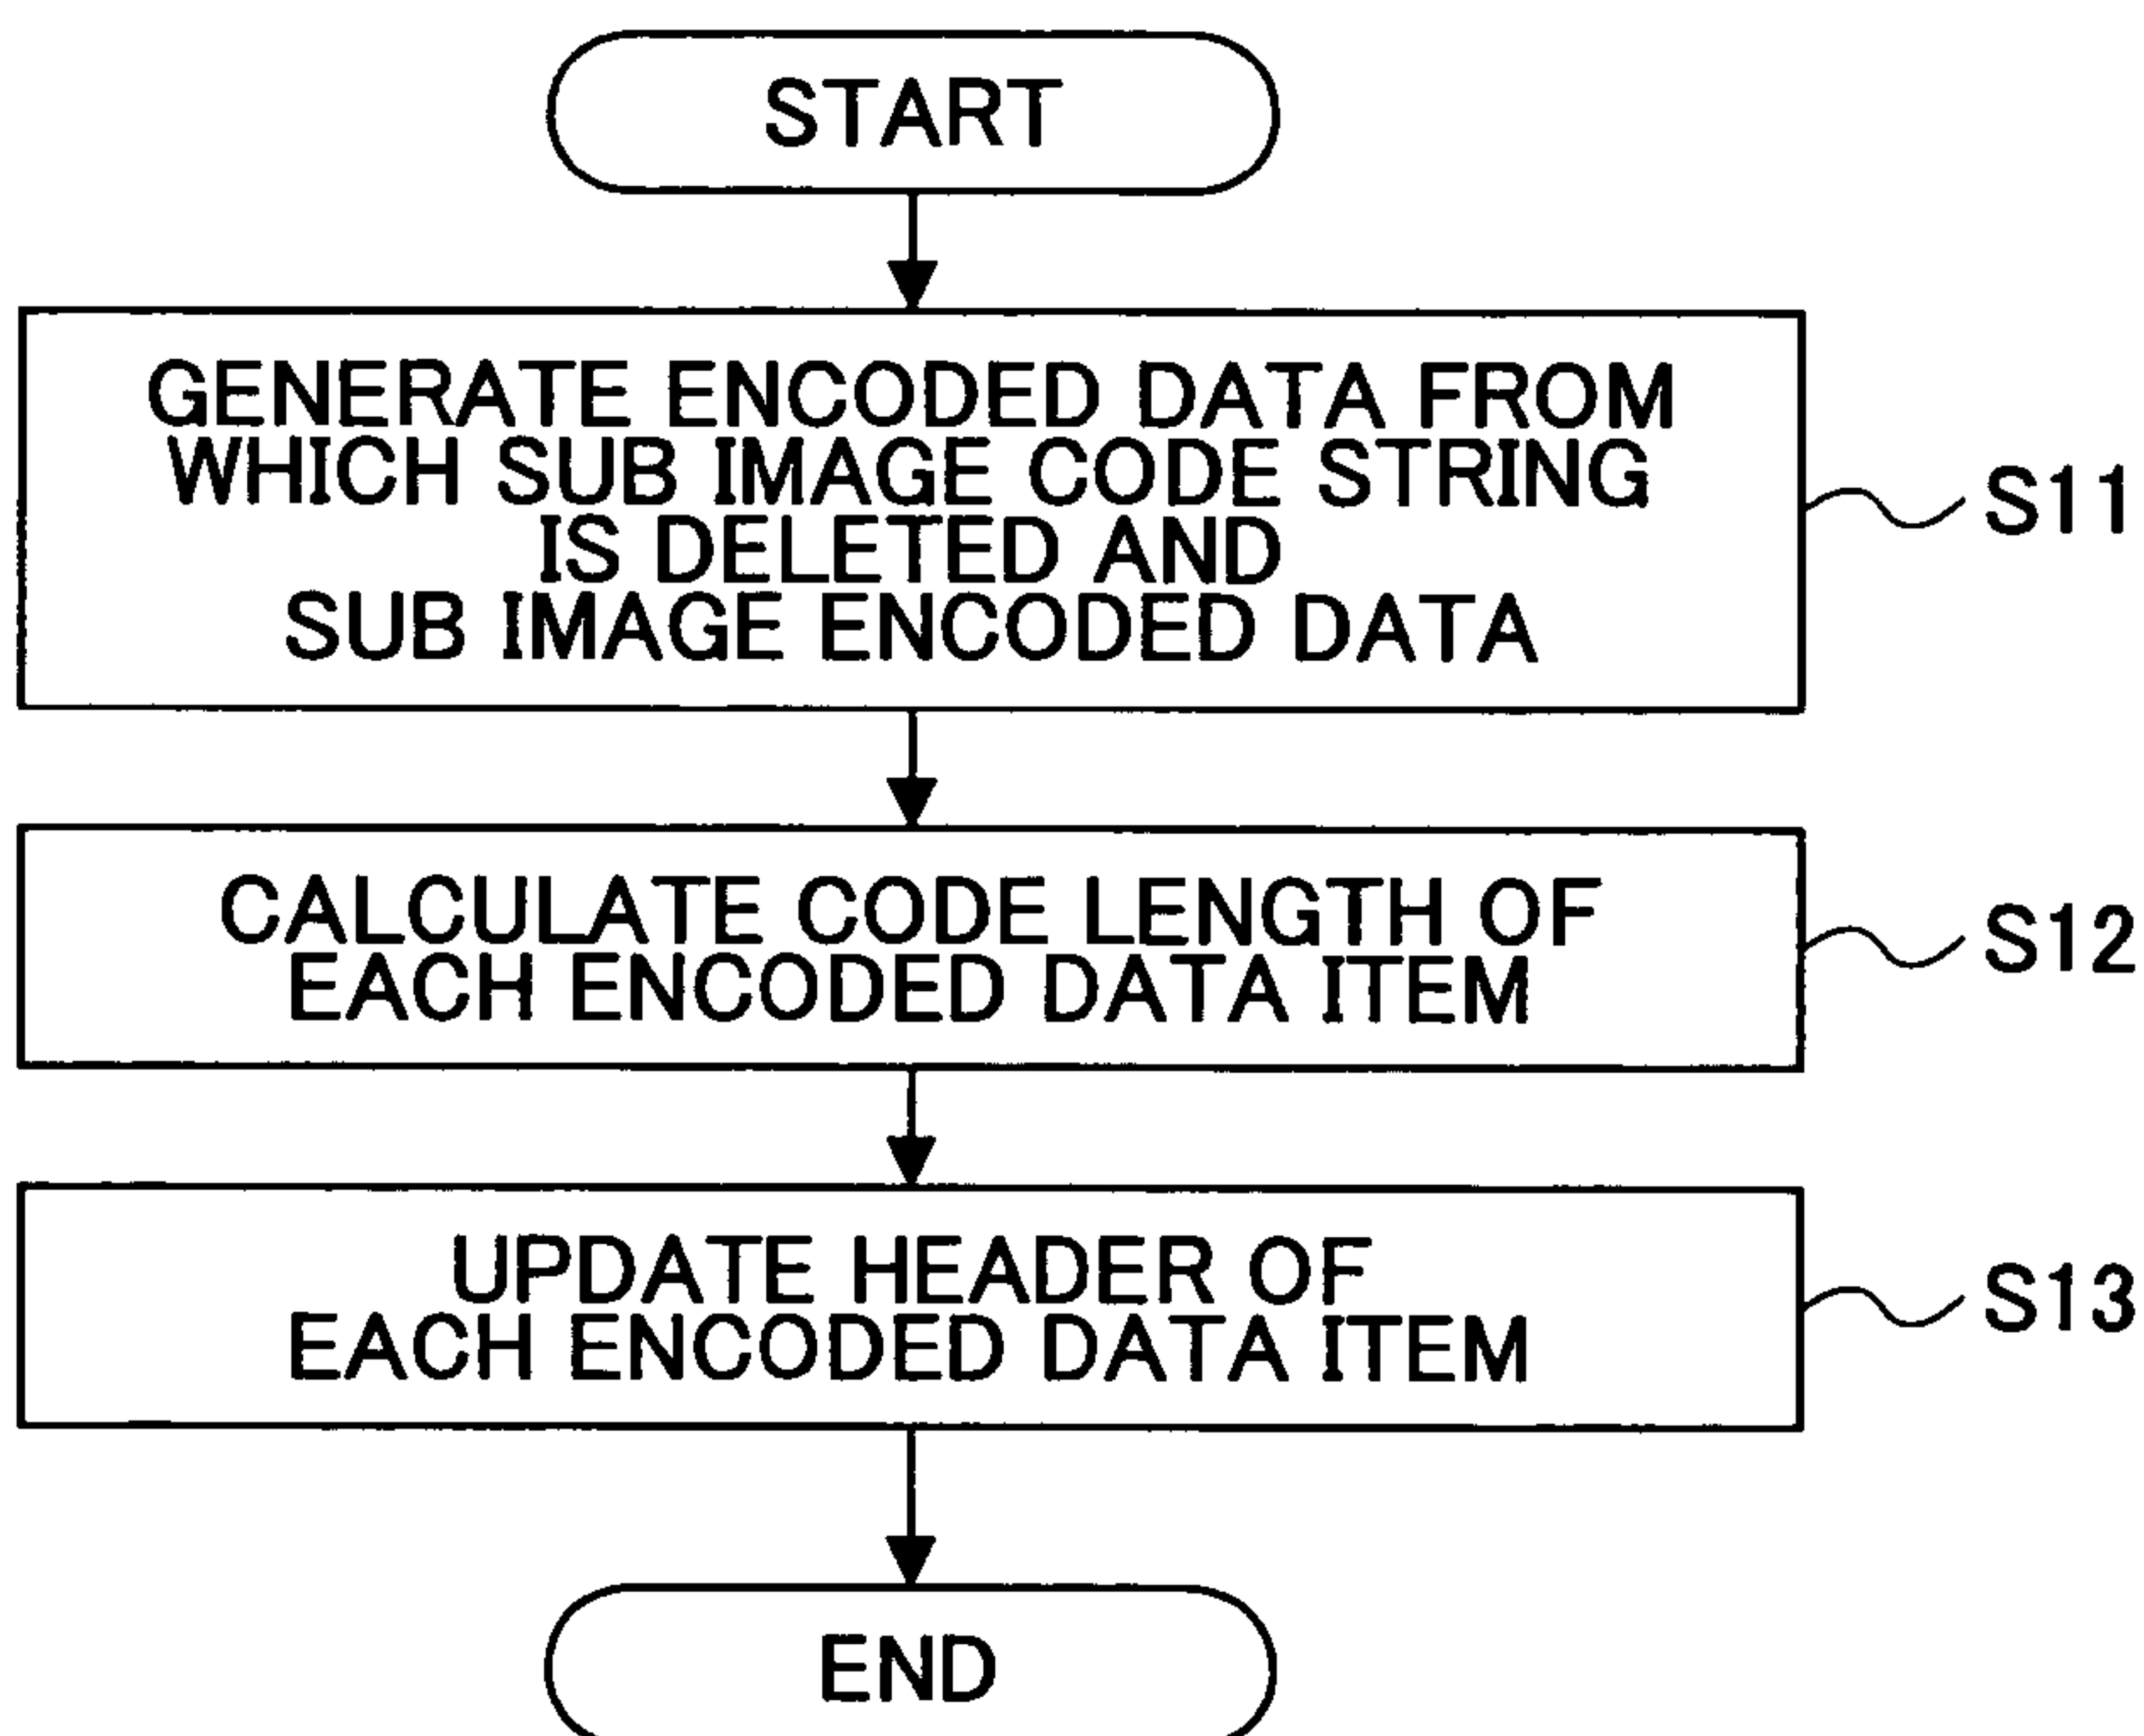 START
GENERATE ENCODED DATA FROM
WHICH SUB IMAGE CODE STRING
IS DELETED AND
SUB IMAGE ENCODED DATA
S11
CALCULATE CODE LENGTH OF
EACH ENCODED DATA ITEM
S12
UPDATE HEADER OF
EACH ENCODED DATA ITEM
S13
END